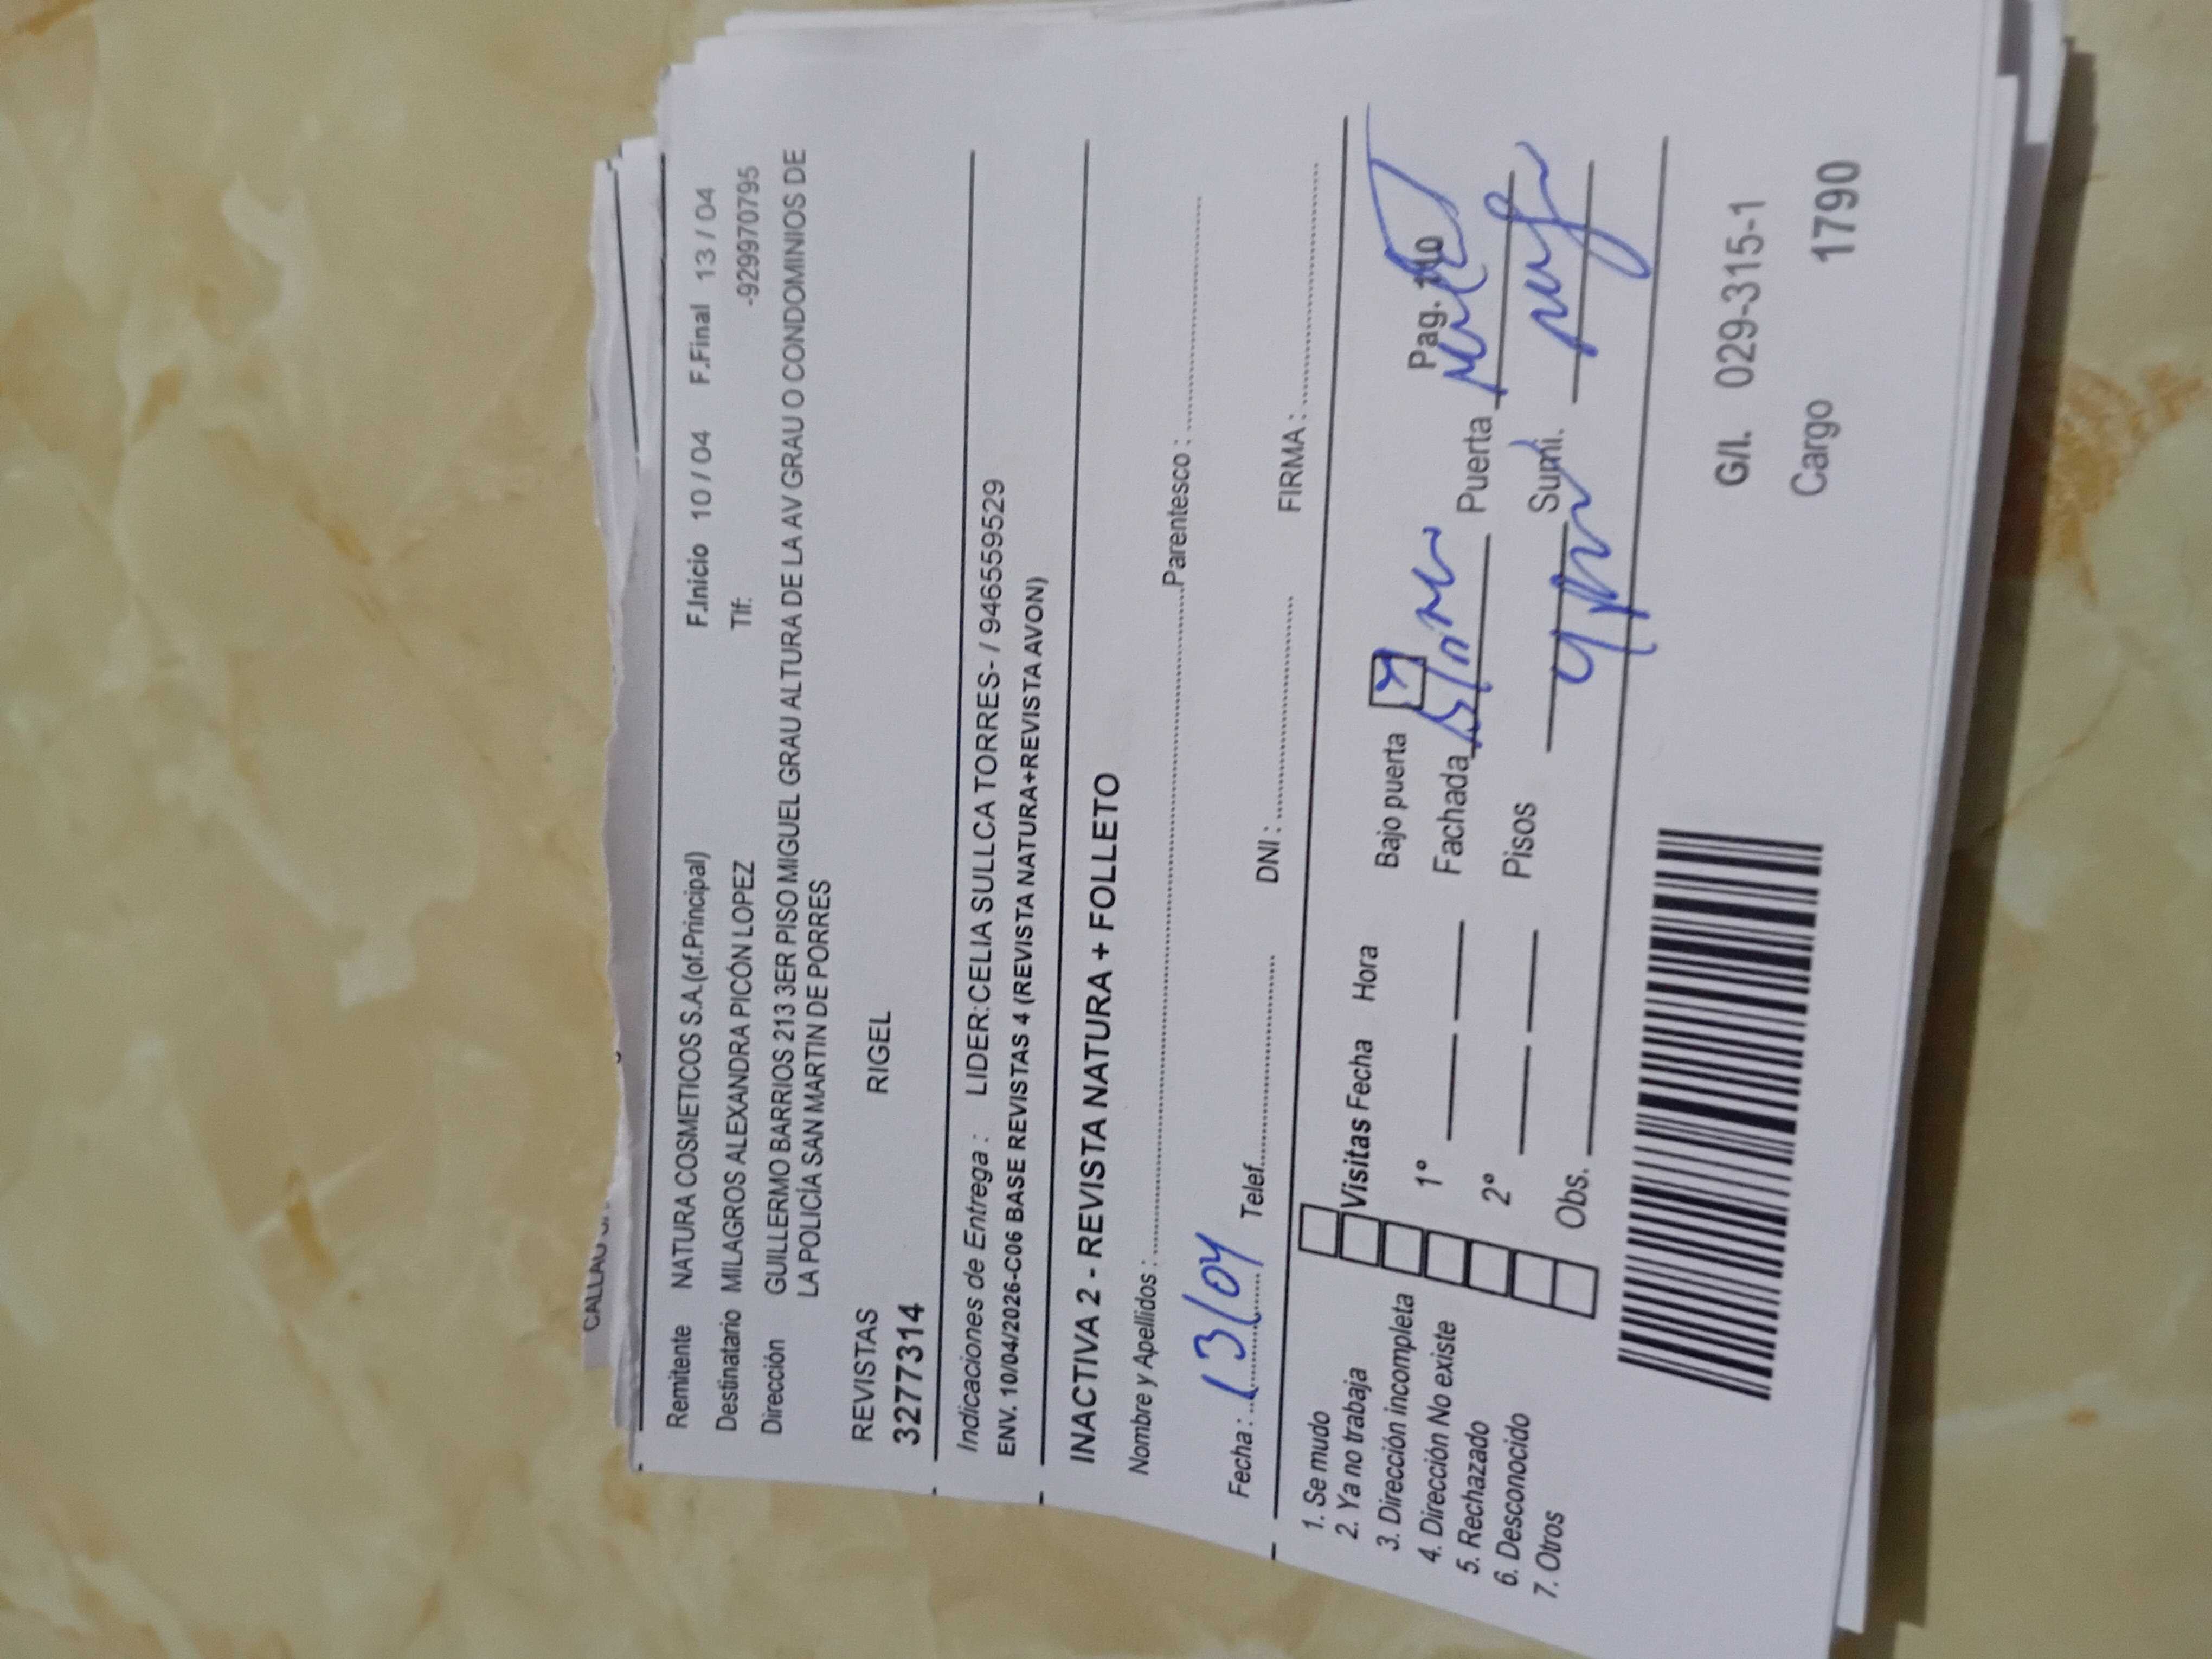 CALLAO
Remitente NATURA COSMETICOS S.A.(of.Principal) F.Inicio 10 / 04 F.Final 13 / 04
Destinatario MILAGROS ALEXANDRA PICÓN LOPEZ Tlf: -929970795
Dirección GUILLERMO BARRIOS 213 3ER PISO MIGUEL GRAU ALTURA DE LA AV GRAU O CONDOMINIOS DE
LA POLICÍA SAN MARTIN DE PORRES
REVISTAS RIGEL
3277314
Indicaciones de Entrega : LIDER:CELIA SULLCA TORRES- / 946559529
ENV. 10/04/2026-C06 BASE REVISTAS 4 (REVISTA NATURA+REVISTA AVON)
INACTIVA 2 - REVISTA NATURA + FOLLETO
Nombre y Apellidos : Parentesco :
Fecha : 13/04 Telef. DNI : FIRMA :
1. Se mudo
2. Ya no trabaja
3. Dirección incompleta
4. Dirección No existe
5. Rechazado
6. Desconocido
7. Otros
Visitas Fecha Hora
1º
2º
Obs.
Bajo puerta Pag.
Fachada Puerta
Pisos Sumi.
G/I. 029-315-1
Cargo 1790